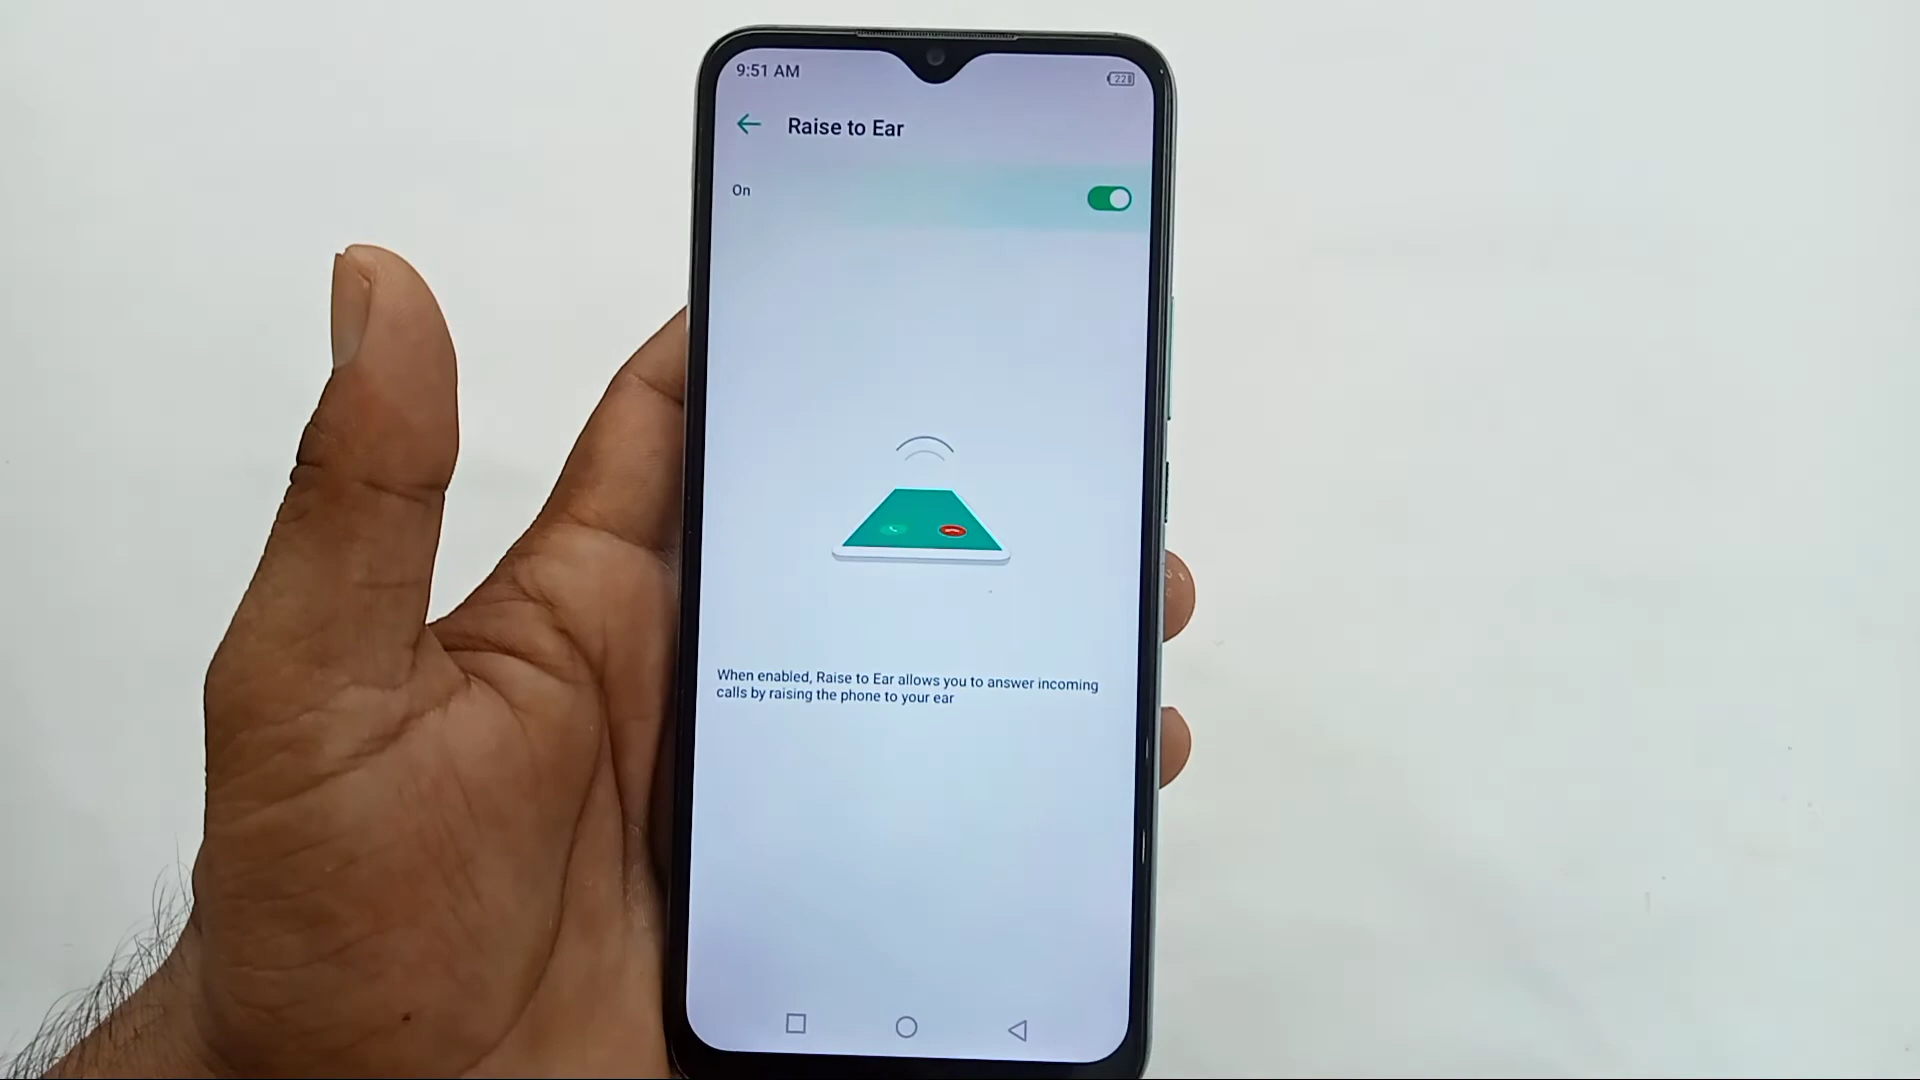 9:51 AM
22
Raise to Ear
On
When enabled, Raise to Ear allows you to answer incoming
calls by raising the phone to your ear